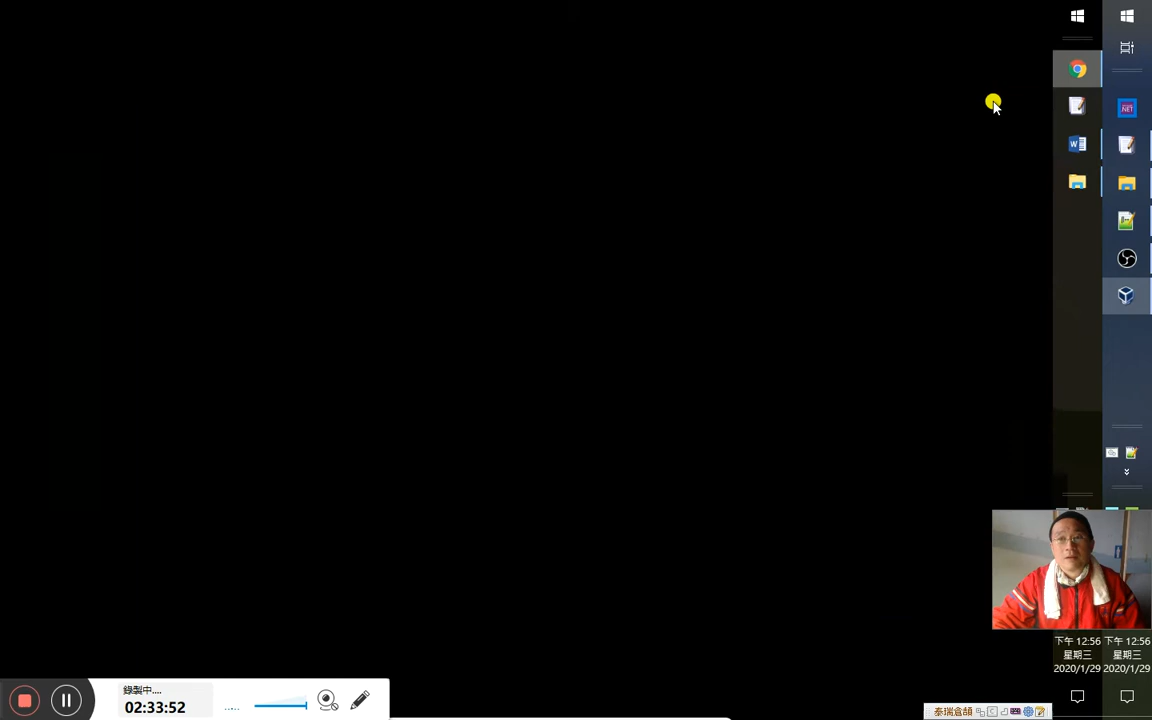 NET
W
錄製中....
02:33:52
下午 12:56
星期三
2020/1/29
下午 12:56
星期三
2020/1/29
泰瑞倉頡